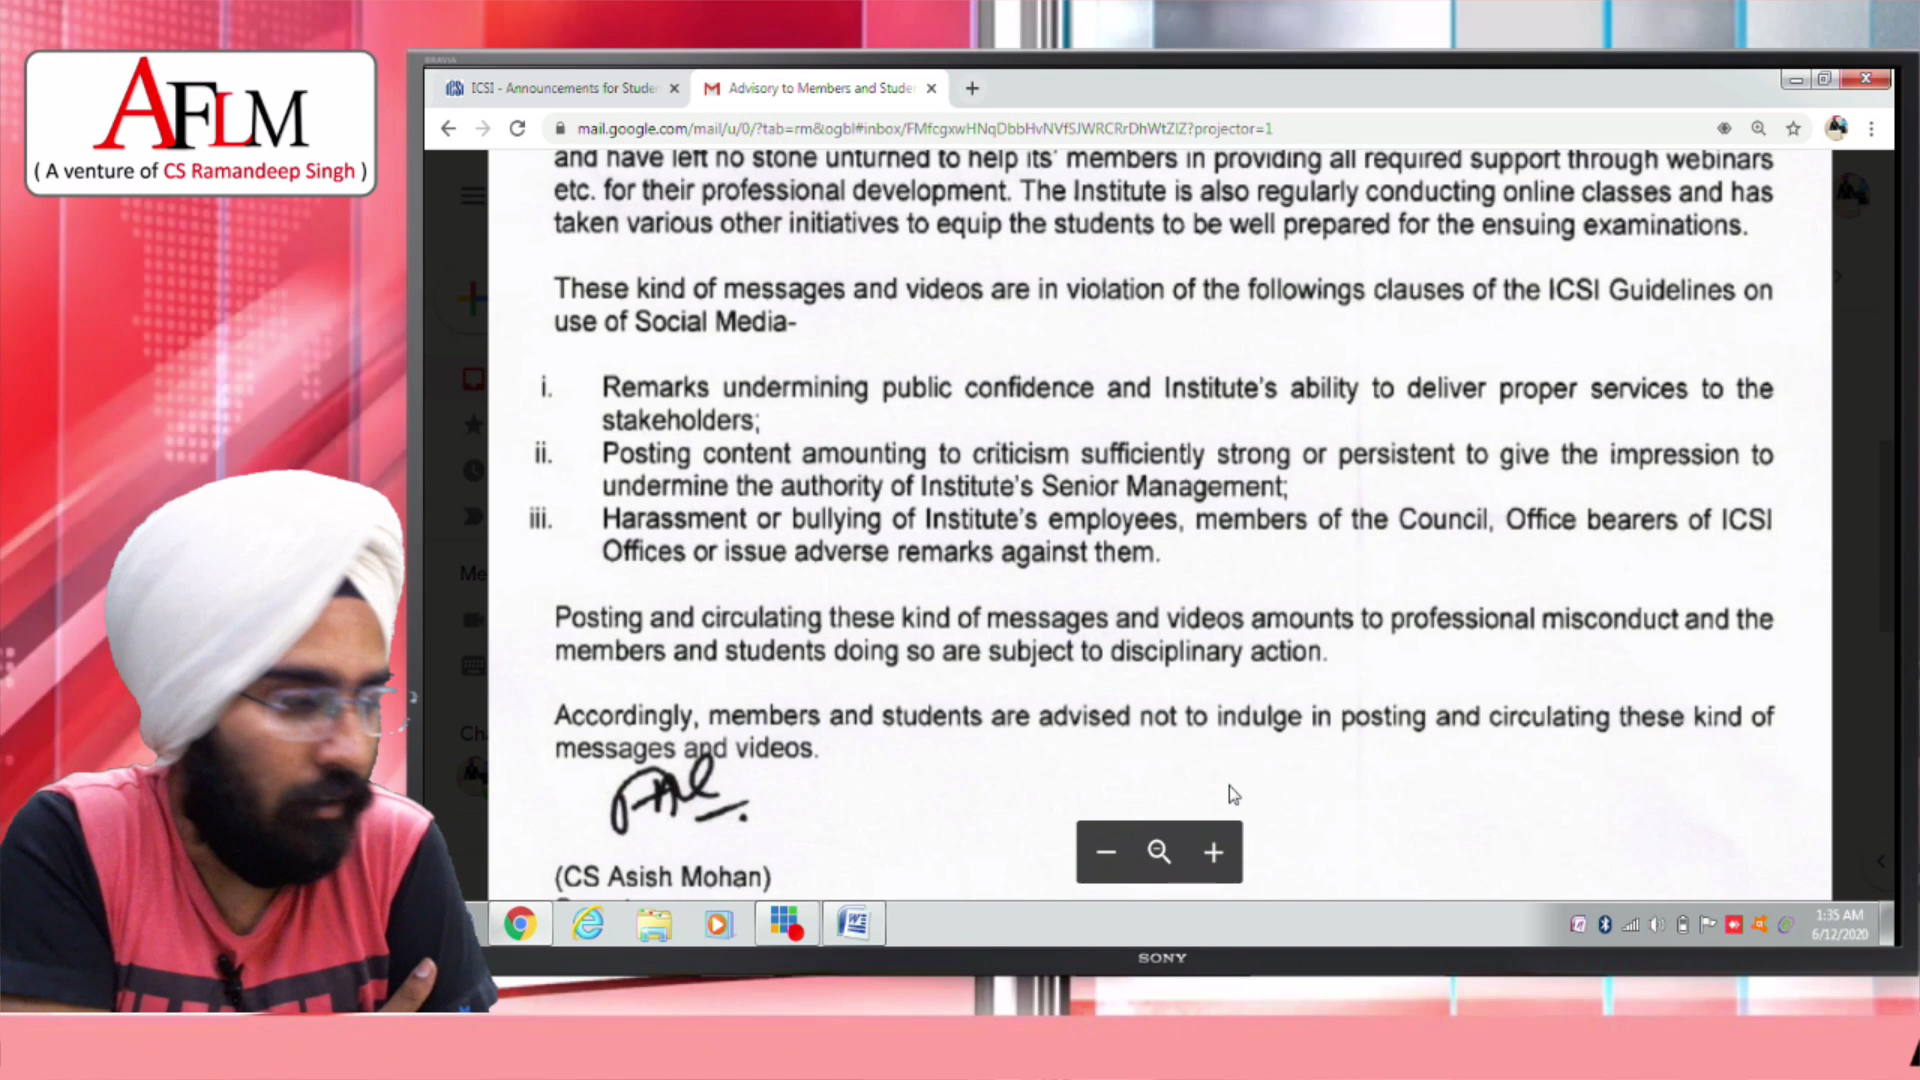 AFLM
( A venture of CS Ramandeep Singh )
BRAVIA
ICSI - Announcements for Stude
Advisory to Members and Stude
mail.google.com/mail/u/0/?tab=rm&ogbl#inbox/FMfcgxwHNqDbbHvNVfSJWRCRrDhWtZlZ?projector=1
and have left no stone unturned to help its' members in providing all required support through webinars
etc. for their professional development. The Institute is also regularly conducting online classes and has
taken various other initiatives to equip the students to be well prepared for the ensuing examinations.
These kind of messages and videos are in violation of the followings clauses of the ICSI Guidelines on
use of Social Media-
i. Remarks undermining public confidence and Institute's ability to deliver proper services to the
stakeholders;
ii. Posting content amounting to criticism sufficiently strong or persistent to give the impression to
undermine the authority of Institute's Senior Management;
iii. Harassment or bullying of Institute's employees, members of the Council, Office bearers of ICSI
Offices or issue adverse remarks against them.
Posting and circulating these kind of messages and videos amounts to professional misconduct and the
members and students doing so are subject to disciplinary action.
Accordingly, members and students are advised not to indulge in posting and circulating these kind of
messages and videos.
(CS Asish Mohan)
Me
Ch
1:35 AM
6/12/2020
SONY